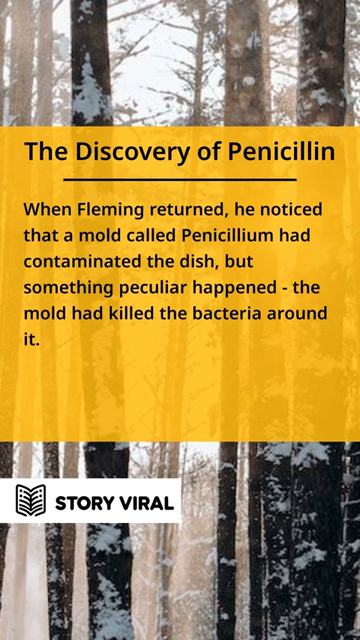 The Discovery of Penicillin
When Fleming returned, he noticed
that a mold called Penicillium had
contaminated the dish, but
something peculiar happened - the
mold had killed the bacteria around
it.
STORY VIRAL